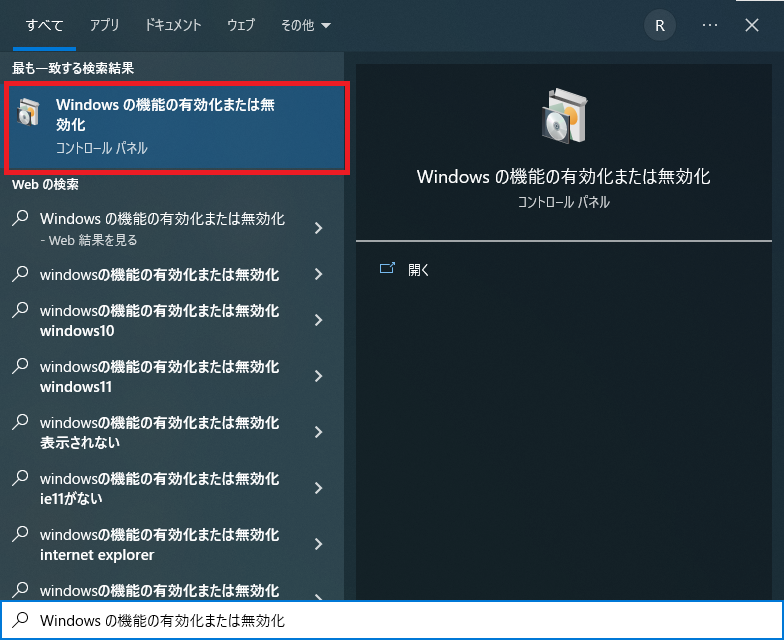 すべて アプリ ドキュメント ウェブ その他 R ...
最も一致する検索結果
Windows の機能の有効化または無
効化
コントロール パネル
Web の検索
Windows の機能の有効化または無効化
- Web 結果を見る
windowsの機能の有効化または無効化
windowsの機能の有効化または無効化
windows10
windowsの機能の有効化または無効化
windows11
windowsの機能の有効化または無効化
表示されない
windowsの機能の有効化または無効化
ie11がない
windowsの機能の有効化または無効化
internet explorer
windowsの機能の有効化または無効化
Windows の機能の有効化または無効化
コントロール パネル
開く
Windows の機能の有効化または無効化